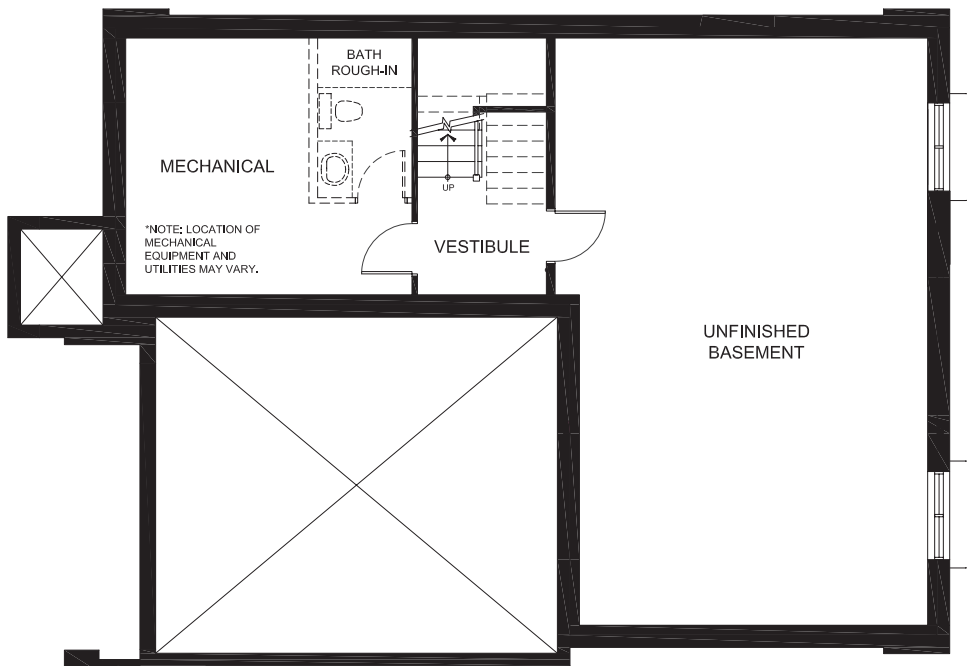 BATH
ROUGH-IN
MECHANICAL
UP
*NOTE: LOCATION OF
MECHANICAL
EQUIPMENT AND
UTILITIES MAY VARY.
VESTIBULE
UNFINISHED
BASEMENT